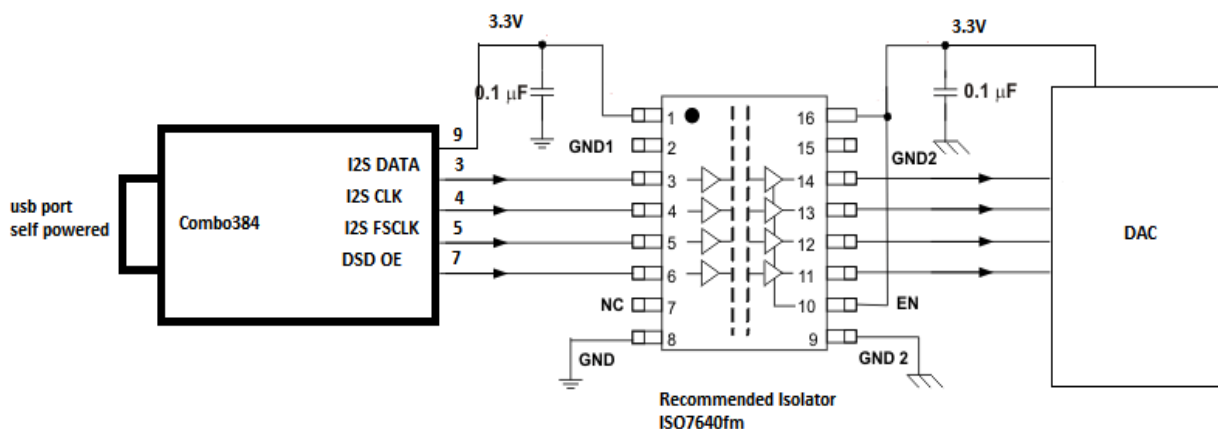 3.3V
3.3V
0.1 µF
0.1 µF
9
1
16
GND1
2
15
GND2
I2S DATA
3
3
14
usb port
self powered
Combo384
I2S CLK
4
4
13
I2S FSCLK
5
5
12
DAC
DSD OE
7
6
11
NC
7
10
EN
GND
8
9
GND 2
Recommended Isolator
ISO7640fm